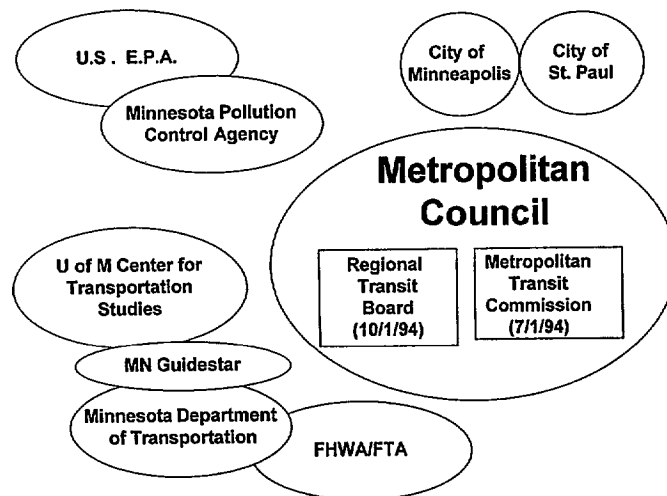 U.S . E.P.A.
Minnesota Pollution
Control Agency
City of
Minneapolis
City of
St. Paul
Metropolitan
Council
Regional
Transit
Board
(10/1/94)
Metropolitan
Transit
Commission
(7/1/94)
U of M Center for
Transportation
Studies
MN Guidestar
Minnesota Department
of Transportation
FHWA/FTA